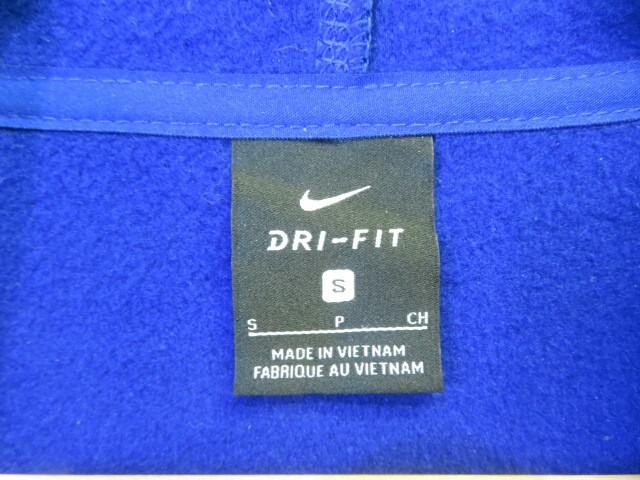 DRI-FIT
S
S P CH
MADE IN VIETNAM
FABRIQUE AU VIETNAM